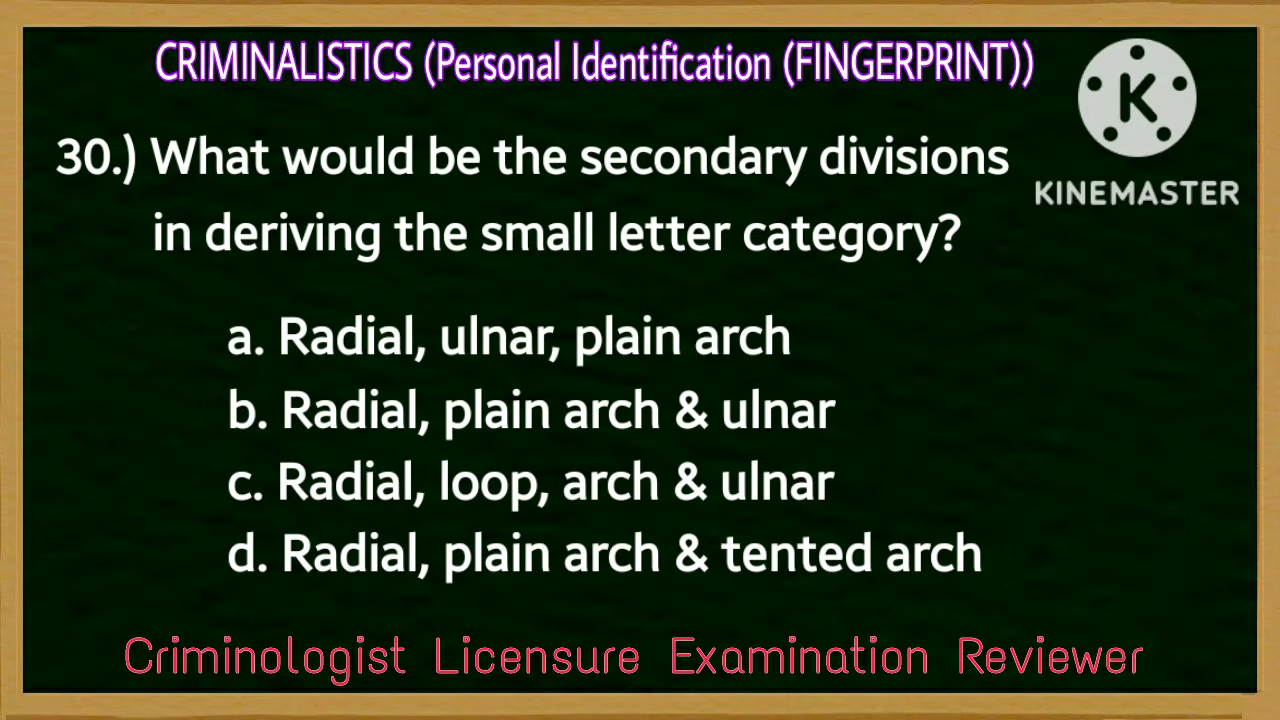 CRIMINALISTICS (Personal Identification (FINGERPRINT))
K
KINEMASTER
30.) What would be the secondary divisions
in deriving the small letter category?
a. Radial, ulnar, plain arch
b. Radial, plain arch & ulnar
c. Radial, loop, arch & ulnar
d. Radial, plain arch & tented arch
Criminologist Licensure Examination Reviewer